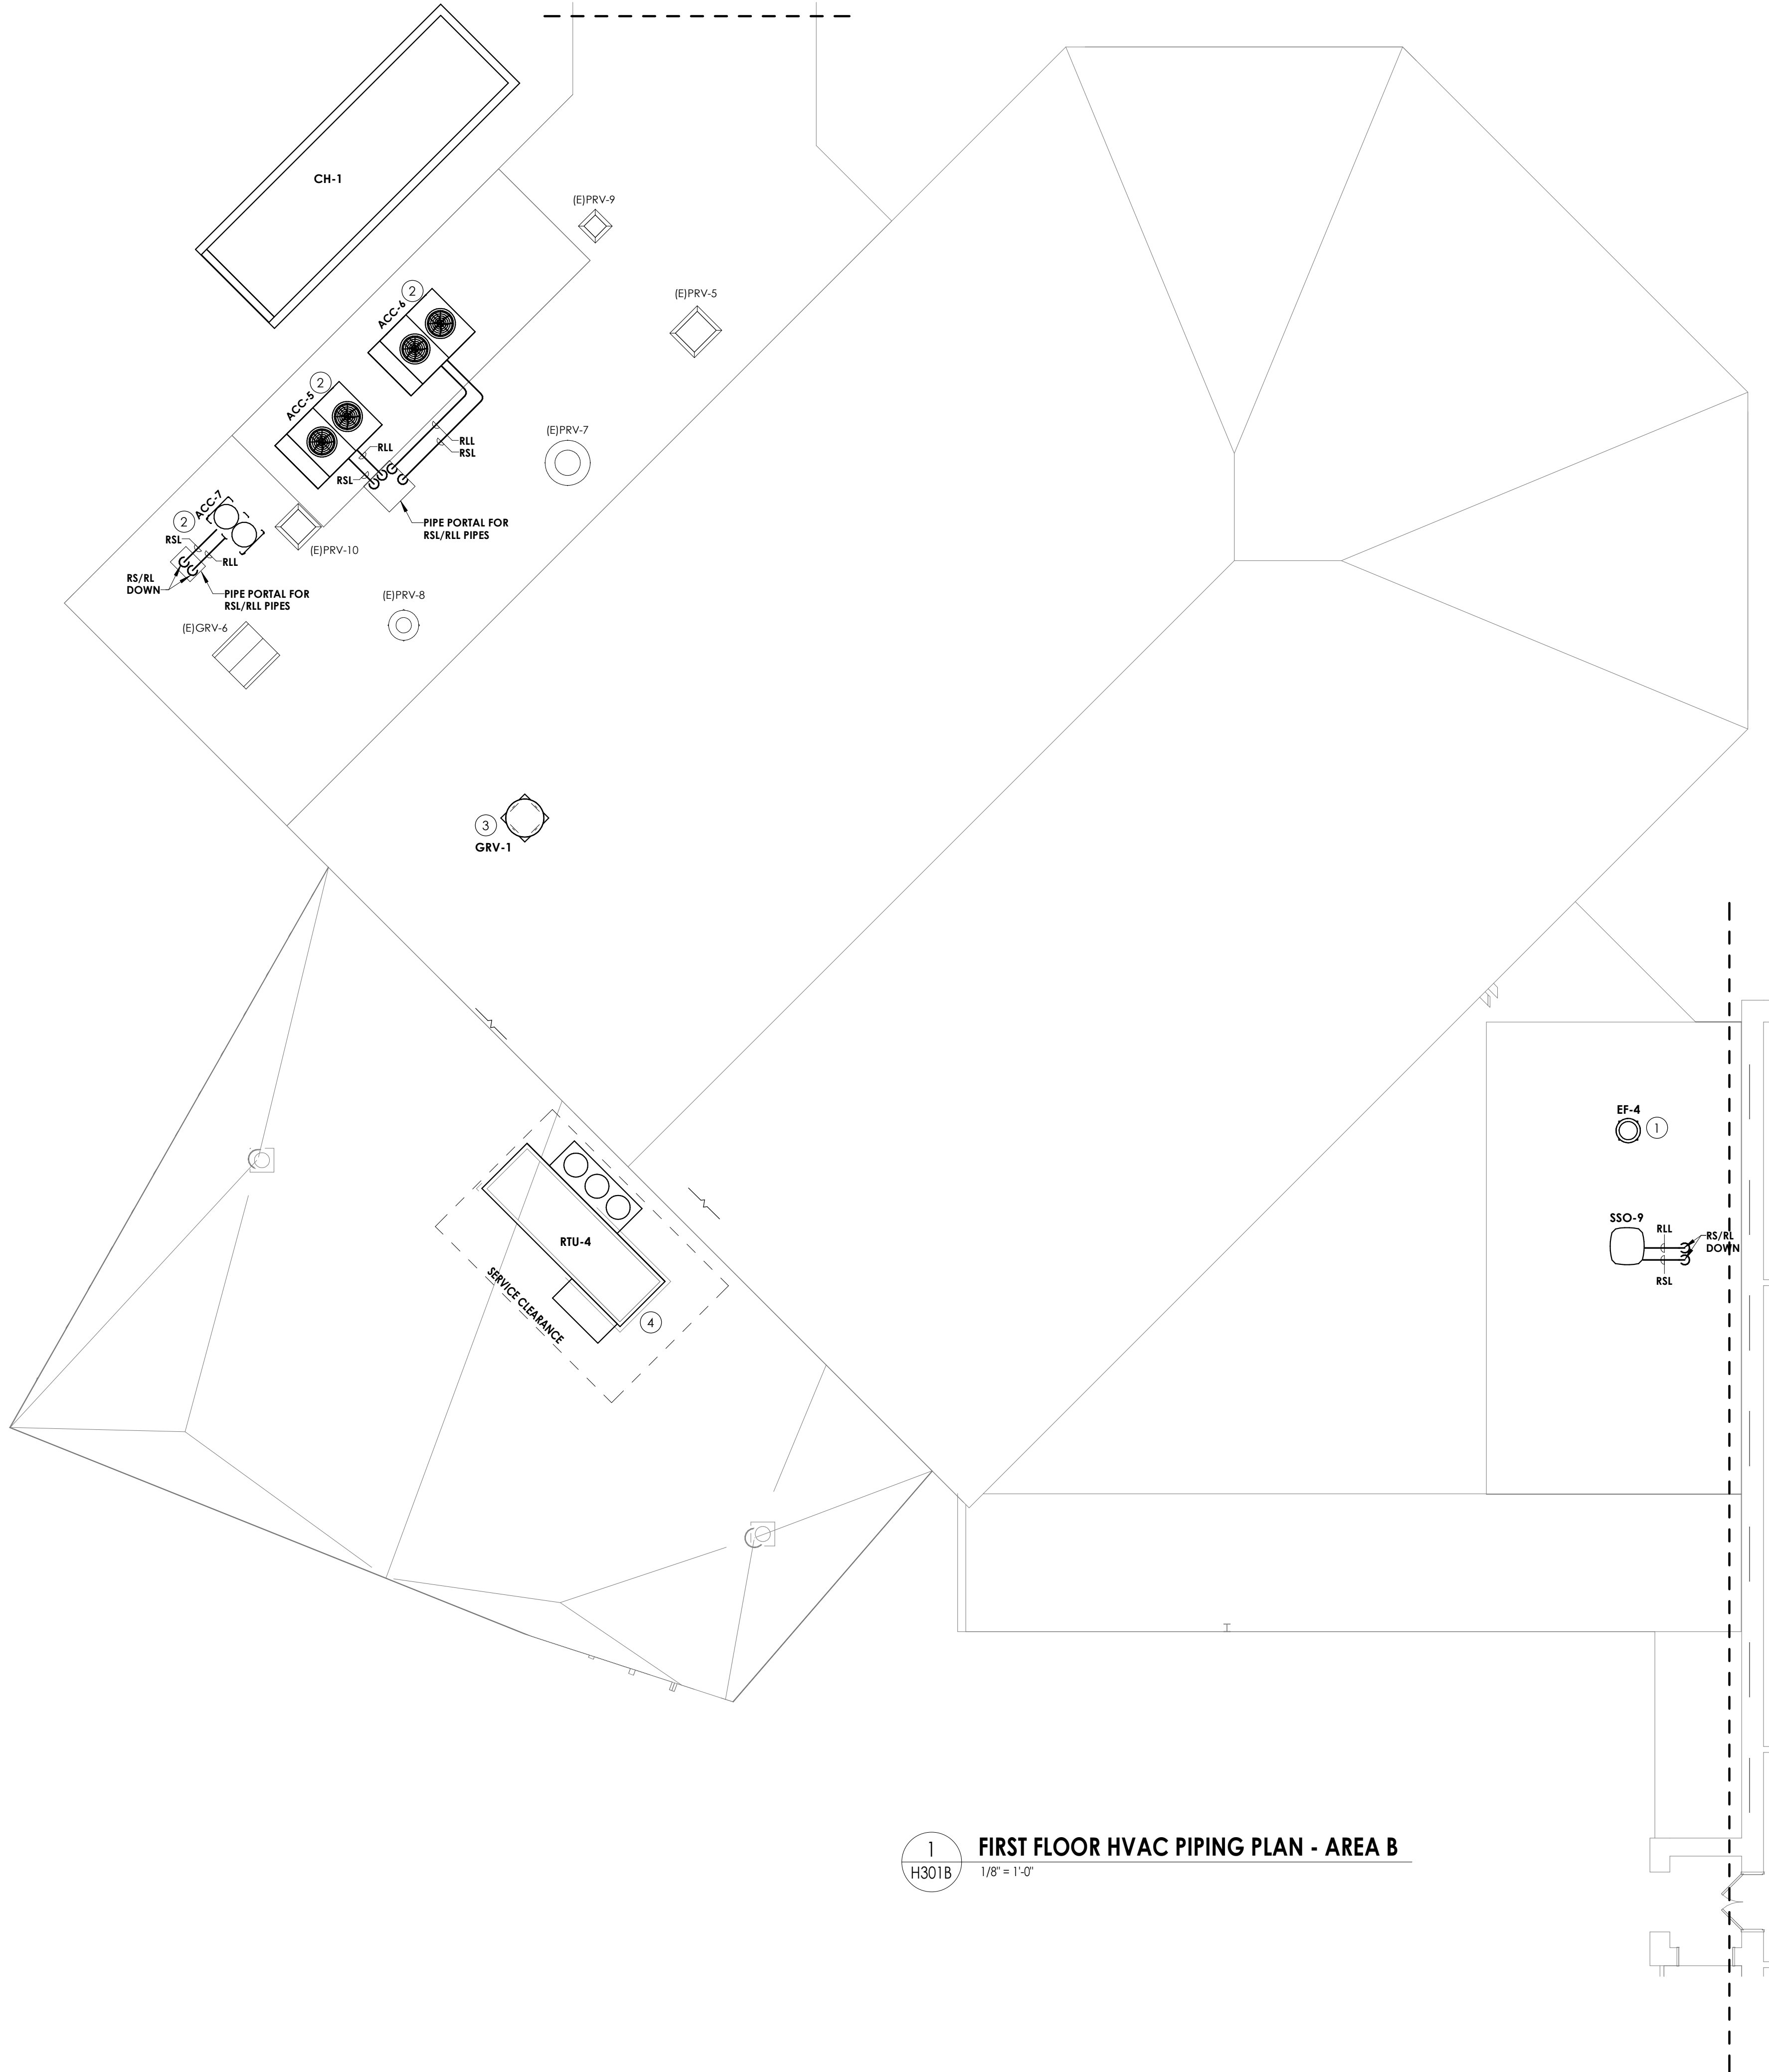 CH-1
(E)PRV-9
2
ACC-6
(E)PRV-5
2
ACC-5
(E)PRV-7
RLL
RSL
RLL
RSL
2
ACC-7
PIPE PORTAL FOR
RSL/RLL PIPES
RSL
RLL
(E)PRV-10
RS/RL
DOWN
PIPE PORTAL FOR
RSL/RLL PIPES
(E)PRV-8
(E)GRV-6
3
GRV-1
EF-4
1
SSO-9
RLL
RS/RL
DOWN
RSL
RTU-4
SERVICE CLEARANCE
4
1
H301B
FIRST FLOOR HVAC PIPING PLAN - AREA B
1/8" = 1'-0"